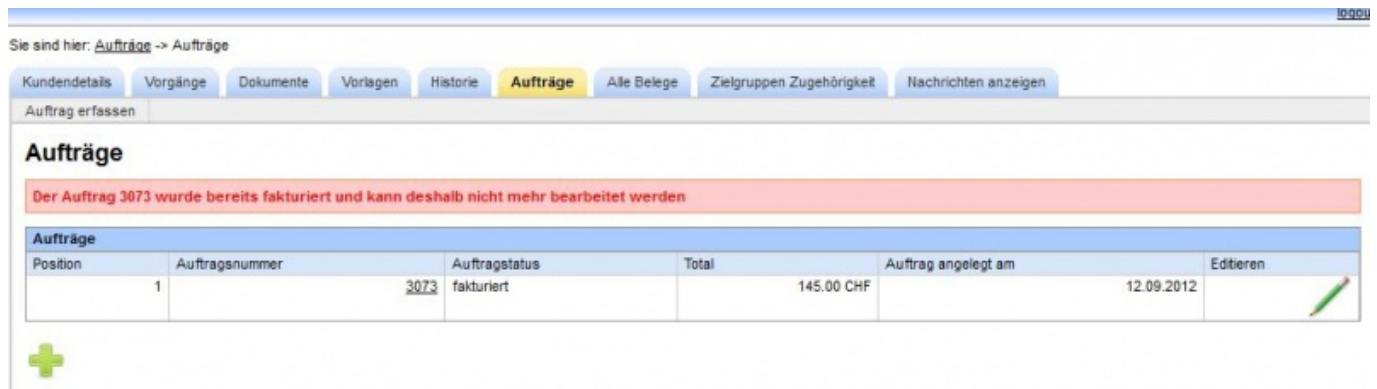 logou
Sie sind hier: Aufträge -> Aufträge
Kundendetails Vorgänge Dokumente Vorlagen Historie Aufträge Alle Belege Zielgruppen Zugehörigkeit Nachrichten anzeigen
Auftrag erfassen
Aufträge
Der Auftrag 3073 wurde bereits fakturiert und kann deshalb nicht mehr bearbeitet werden
Aufträge
Position Auftragsnummer Auftragstatus Total Auftrag angelegt am Editieren
1 3073 fakturiert 145.00 CHF 12.09.2012